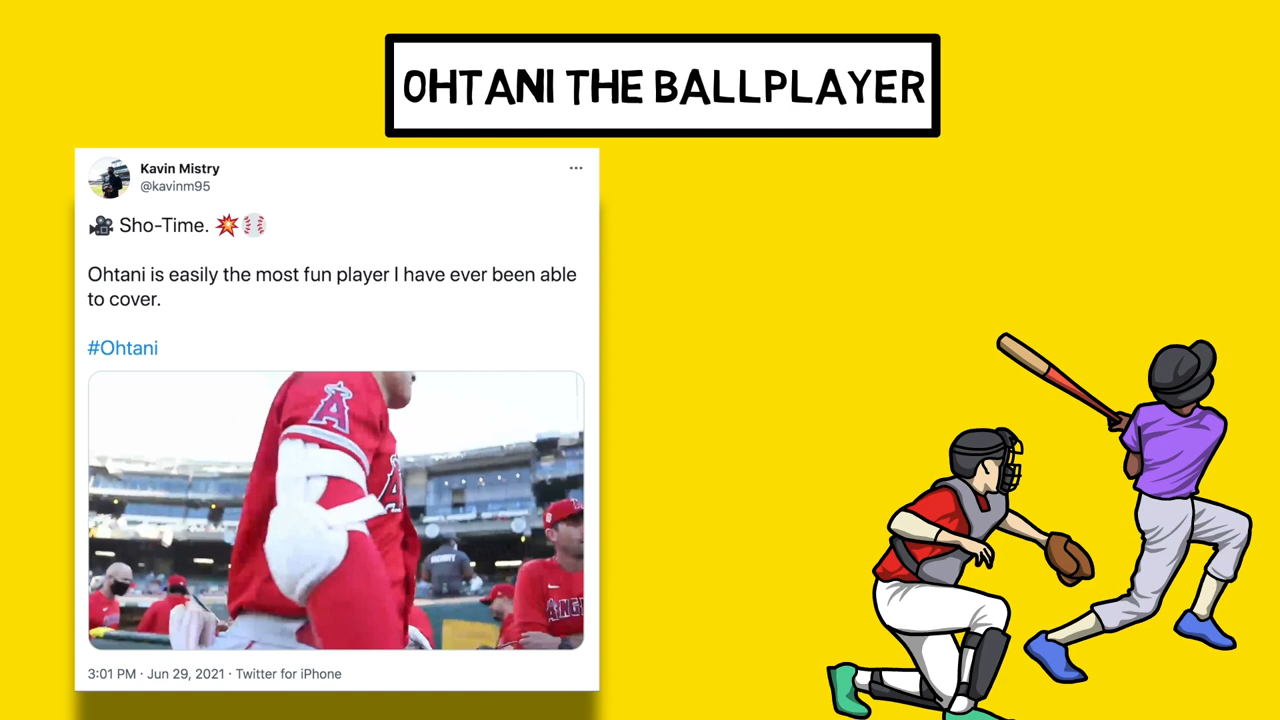 OHTANI THE BALLPLAYER
Kavin Mistry
@kavinm95
Sho-Time.
Ohtani is easily the most fun player I have ever been able
to cover.
#Ohtani
A
A
ANG
3:01 PM · Jun 29, 2021 · Twitter for iPhone